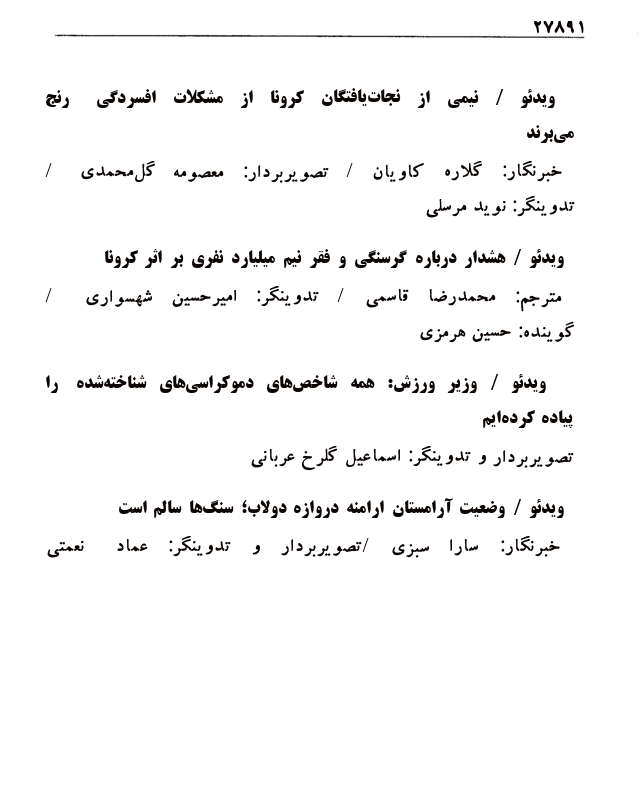 ۲۷۸۹۱
ویدئو / نیمی از نجات‌یافتگان کرونا از مشکلات افسردگی رنج
می‌برند
خبرنگار: گلاره کاویان / تصویربردار: معصومه گل‌محمدی /
تدوینگر: نوید مرسلی
ویدئو / هشدار درباره گرسنگی و فقر نیم میلیارد نفری بر اثر کرونا
مترجم: محمدرضا قاسمی / تدوینگر: امیرحسین شهسواری /
گوینده: حسین هرمزی
ویدئو / وزیر ورزش: همه شاخص‌های دموکراسی‌های شناخته‌شده را
پیاده کرده‌ایم
تصویربردار و تدوینگر: اسماعیل گلرخ عربانی
ویدئو / وضعیت آرامستان ارامنه دروازه دولاب؛ سنگ‌ها سالم است
خبرنگار: سارا سبزی /تصویربردار و تدوینگر: عماد نعمتی